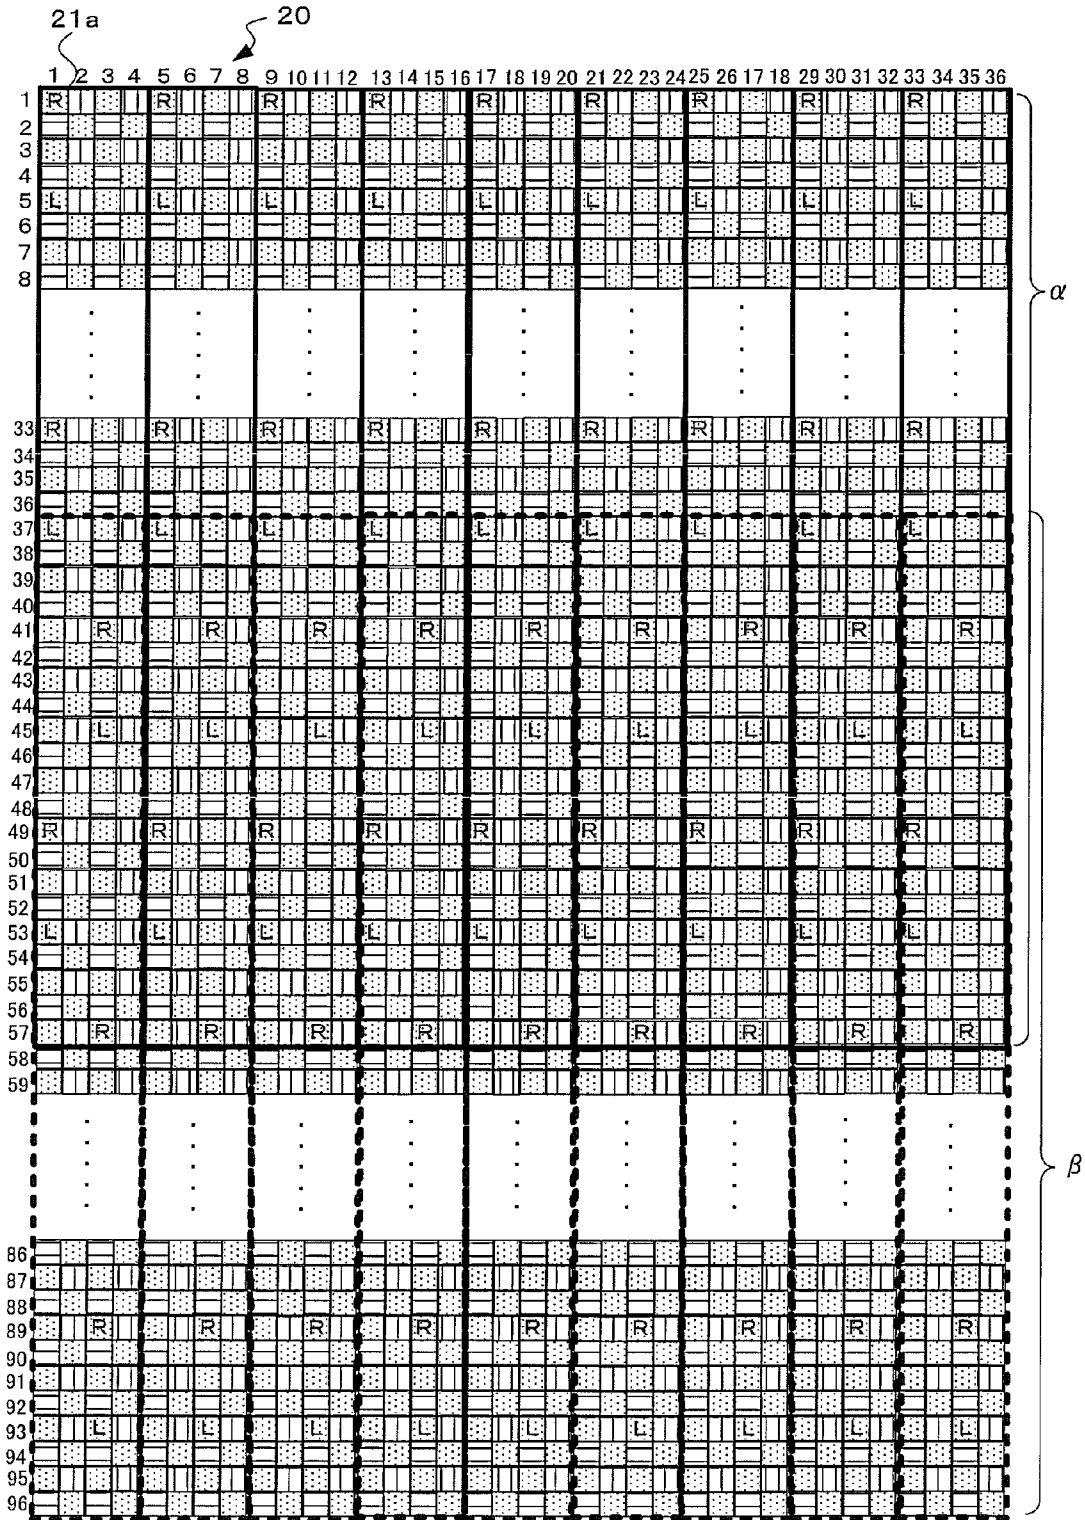 21a 20
1 2 3 4 5 6 7 8 9 10 11 12 13 14 15 16 17 18 19 20 21 22 23 24 25 26 17 18 29 30 31 32 33 34 35 36
1 R R R R R R R R R
2
3
4
5 L L L L L L L L L
6
7
8
α
33 R R R R R R R R R
34
35
36
37 L L L L L L L L L
38
39
40
41 R R R R R R R R R
42
43
44
45 L L L L L L L L L
46
47
48
49 R R R R R R R R R
50
51
52
53 L L L L L L L L L
54
55
56
57 R R R R R R R R R
58
59
β
86
87
88
89 R R R R R R R R R
90
91
92
93 L L L L L L L L L
94
95
96